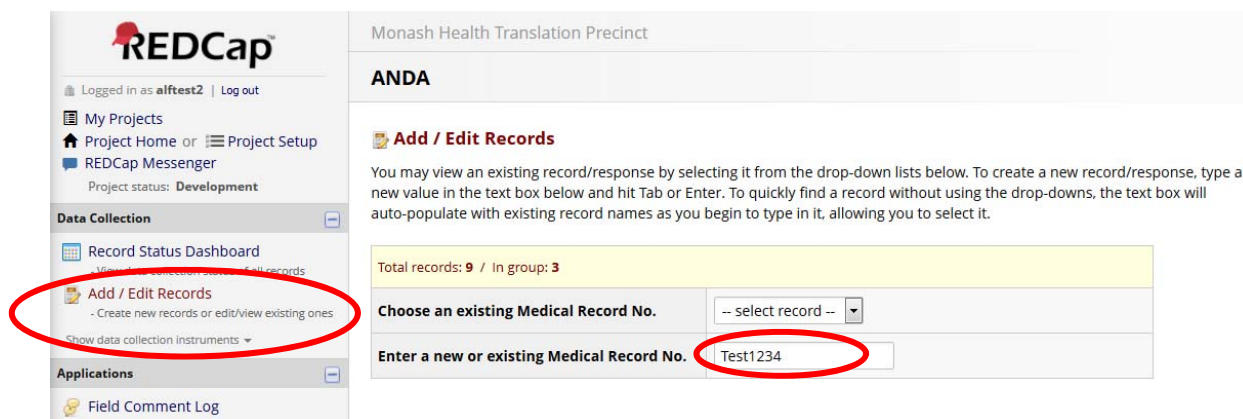 REDCap™
Logged in as alftest2 | Log out
My Projects
Project Home or Project Setup
REDCap Messenger
Project status: Development
Data Collection
Record Status Dashboard
- View data collection status of all records
Add / Edit Records
- Create new records or edit/view existing ones
Show data collection instruments
Applications
Field Comment Log
Monash Health Translation Precinct
ANDA
Add / Edit Records
You may view an existing record/response by selecting it from the drop-down lists below. To create a new record/response, type a
new value in the text box below and hit Tab or Enter. To quickly find a record without using the drop-downs, the text box will
auto-populate with existing record names as you begin to type in it, allowing you to select it.
Total records: 9 / In group: 3
Choose an existing Medical Record No.
-- select record --
Enter a new or existing Medical Record No.
Test1234